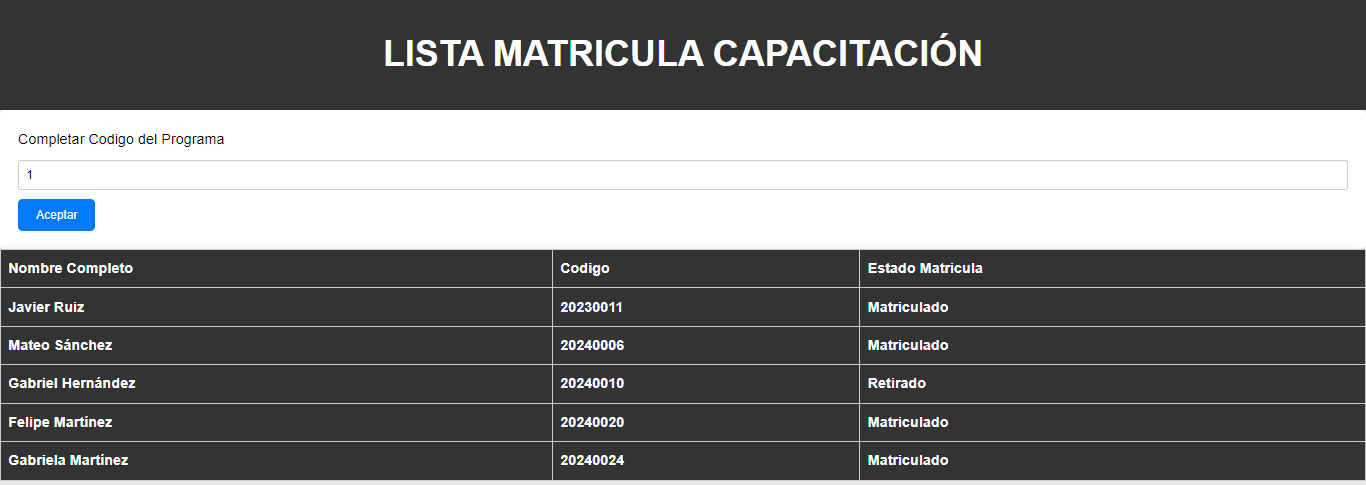 LISTA MATRICULA CAPACITACIÓN
Completar Codigo del Programa
1
Aceptar
Nombre Completo Codigo Estado Matricula
Javier Ruiz 20230011 Matriculado
Mateo Sánchez 20240006 Matriculado
Gabriel Hernández 20240010 Retirado
Felipe Martínez 20240020 Matriculado
Gabriela Martínez 20240024 Matriculado